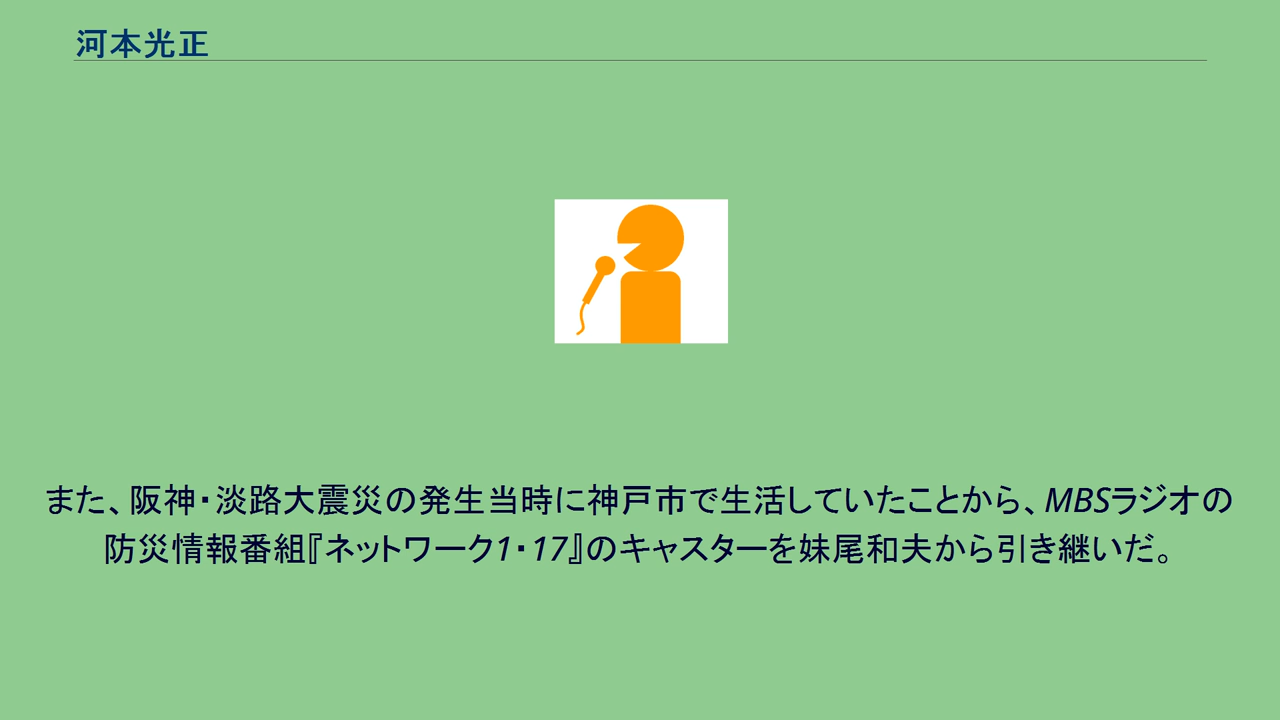 河本光正
また、阪神・淡路大震災の発生当時に神戸市で生活していたことから、MBSラジオの
防災情報番組『ネットワーク1・17』のキャスターを妹尾和夫から引き継いだ。